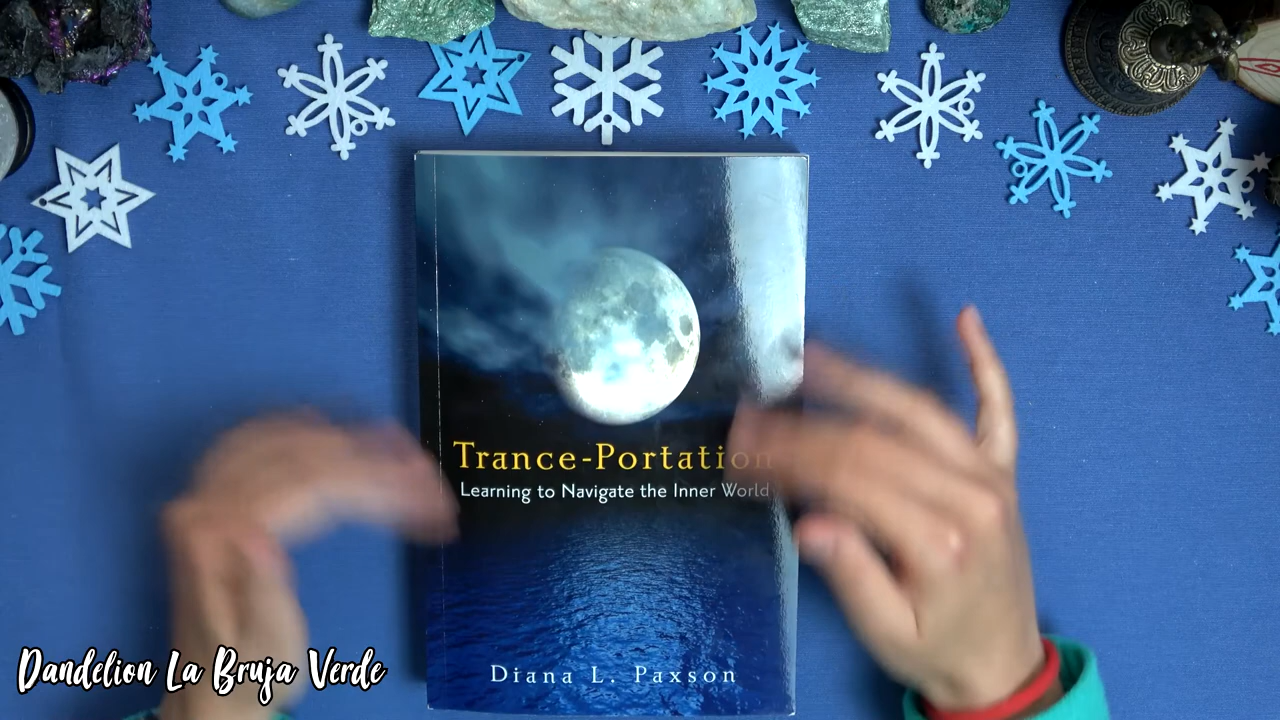 Trance-Portation
Learning to Navigate the Inner World
Diana L. Paxson
Dandelion La Bruja Verde